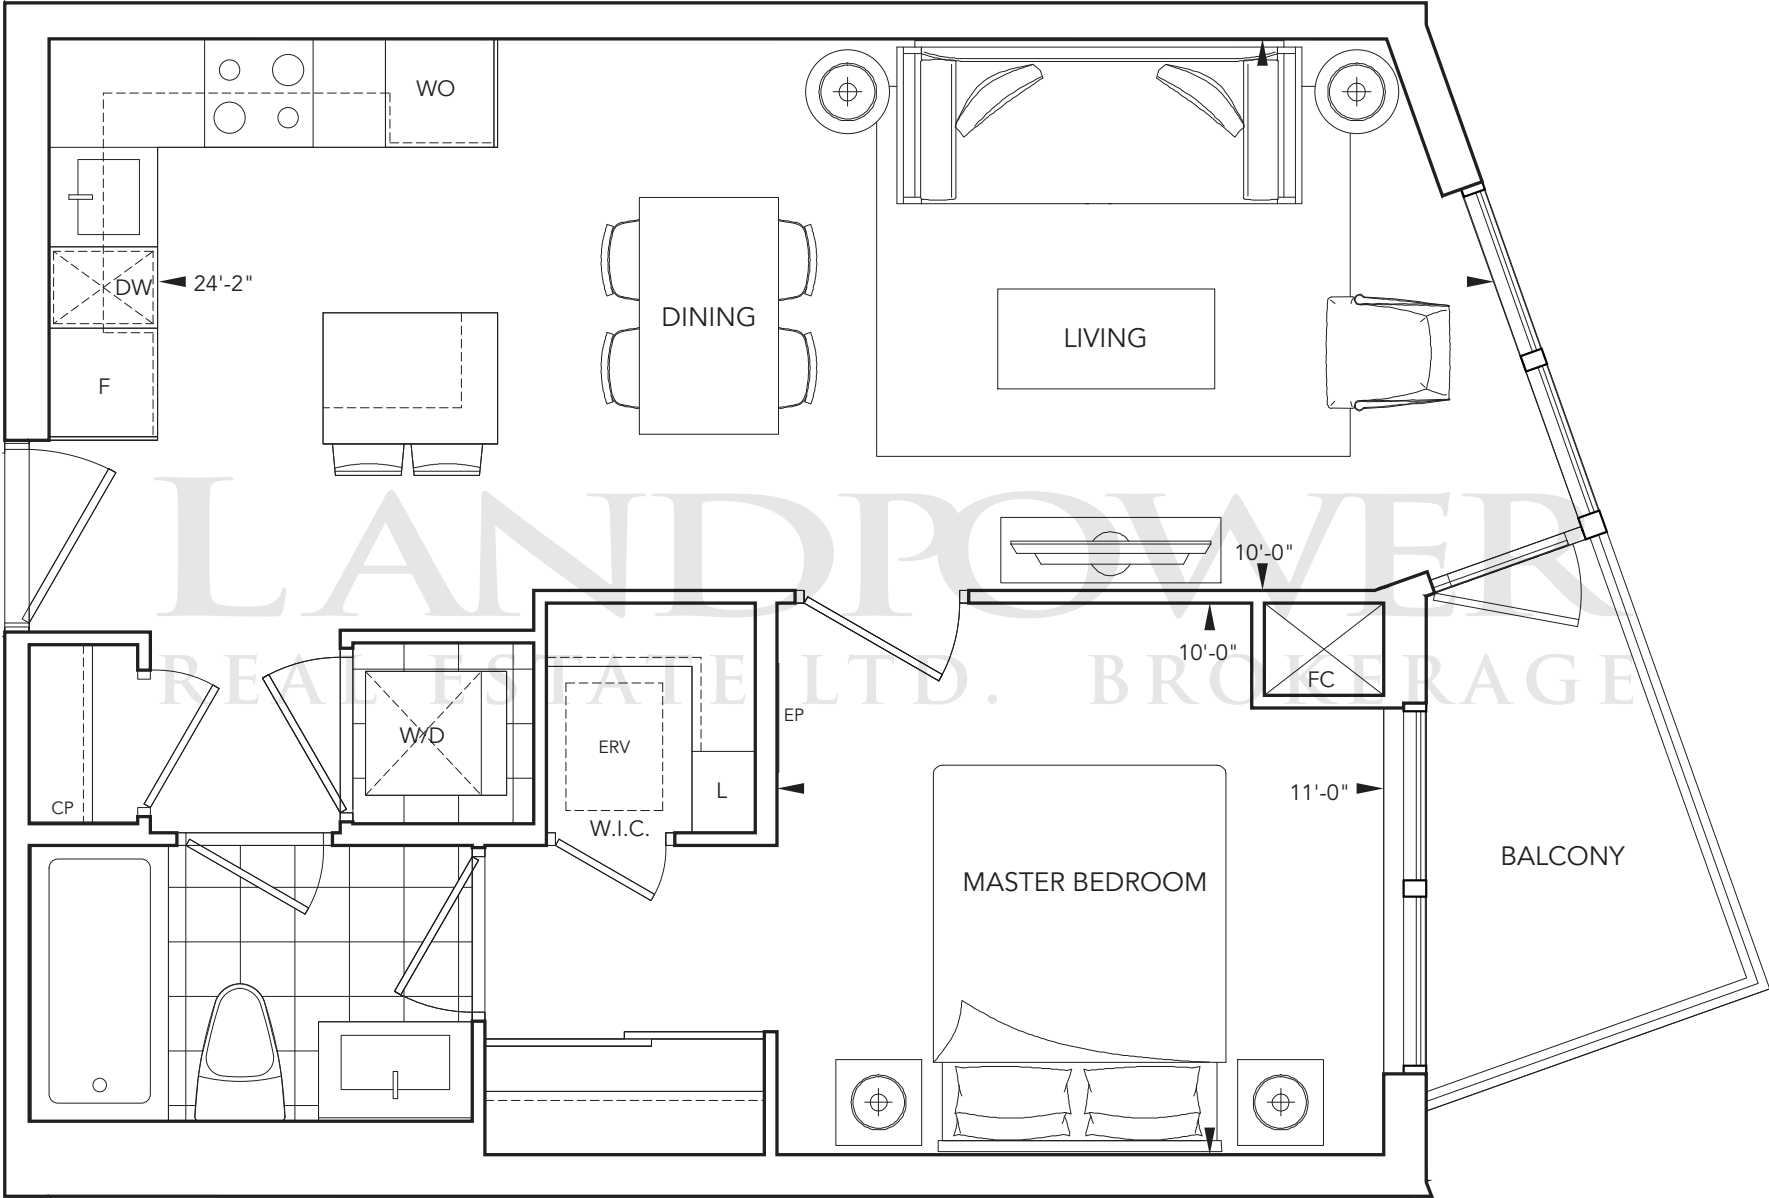 WO
DW
24'-2"
DINING
LIVING
F
LANDPOWER
10'-0"
10'-0"
REAL ESTATE LTD. BROKERAGE
FC
EP
W/D
ERV
L
11'-0"
CP
W.I.C.
BALCONY
MASTER BEDROOM